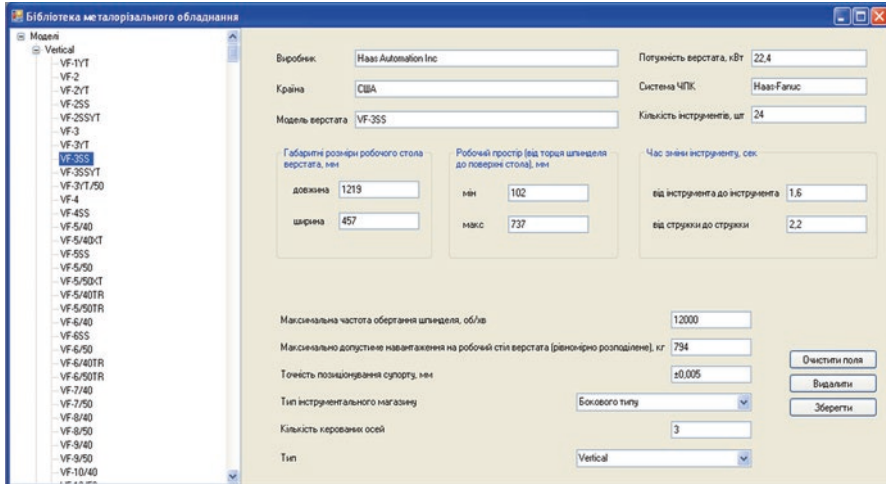 Бібліотека металорізального обладнання
Моделі
Vertical
VF-1YT
VF-2
VF-2YT
VF-2SS
VF-2SSYT
VF-3
VF-3YT
VF-3SS
VF-3SSYT
VF-3YT/50
VF-4
VF-4SS
VF-5/40
VF-5/40XT
VF-5SS
VF-5/50
VF-5/50XT
VF-5/40TR
VF-5/50TR
VF-6/40
VF-6SS
VF-6/50
VF-6/40TR
VF-6/50TR
VF-7/40
VF-7/50
VF-8/40
VF-8/50
VF-9/40
VF-9/50
VF-10/40
Виробник Haas Automation Inc
Потужність верстата, кВт 22,4
Країна США
Система ЧПК Haas-Fanuc
Модель верстата VF-3SS
Кількість інструментів, шт 24
Габаритні розміри робочого стола
верстата, мм
довжина 1219
ширина 457
Робочий простір (від торця шпинделя
до поверхні стола), мм
мін 102
макс 737
Час зміни інструменту, сек
від інструмента до інструмента 1,6
від стружки до стружки 2,2
Максимальна частота обертання шпинделя, об/хв 12000
Максимально допустиме навантаження на робочий стіл верстата (рівномірно розподілене), кг 794
Точність позиціонування супорту, мм ±0,005
Тип інструментального магазину Бокового типу
Кількість керованих осей 3
Тип Vertical
Очистити поля
Видалити
Зберегти